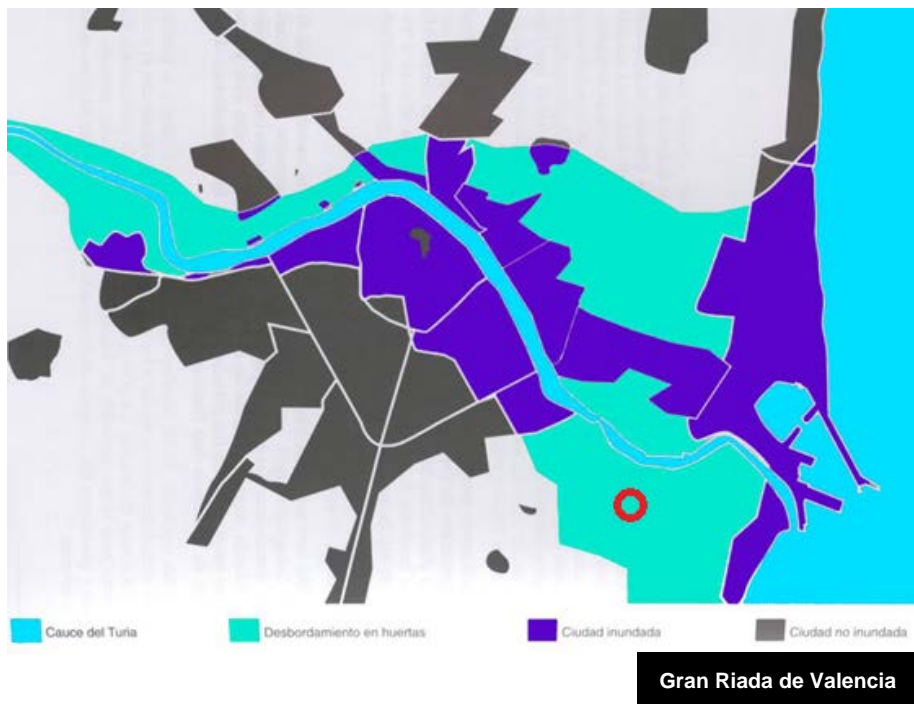 Cauce del Turia
Desbordamiento en huertas
Ciudad inundada
Ciudad no inundada
Gran Riada de Valencia